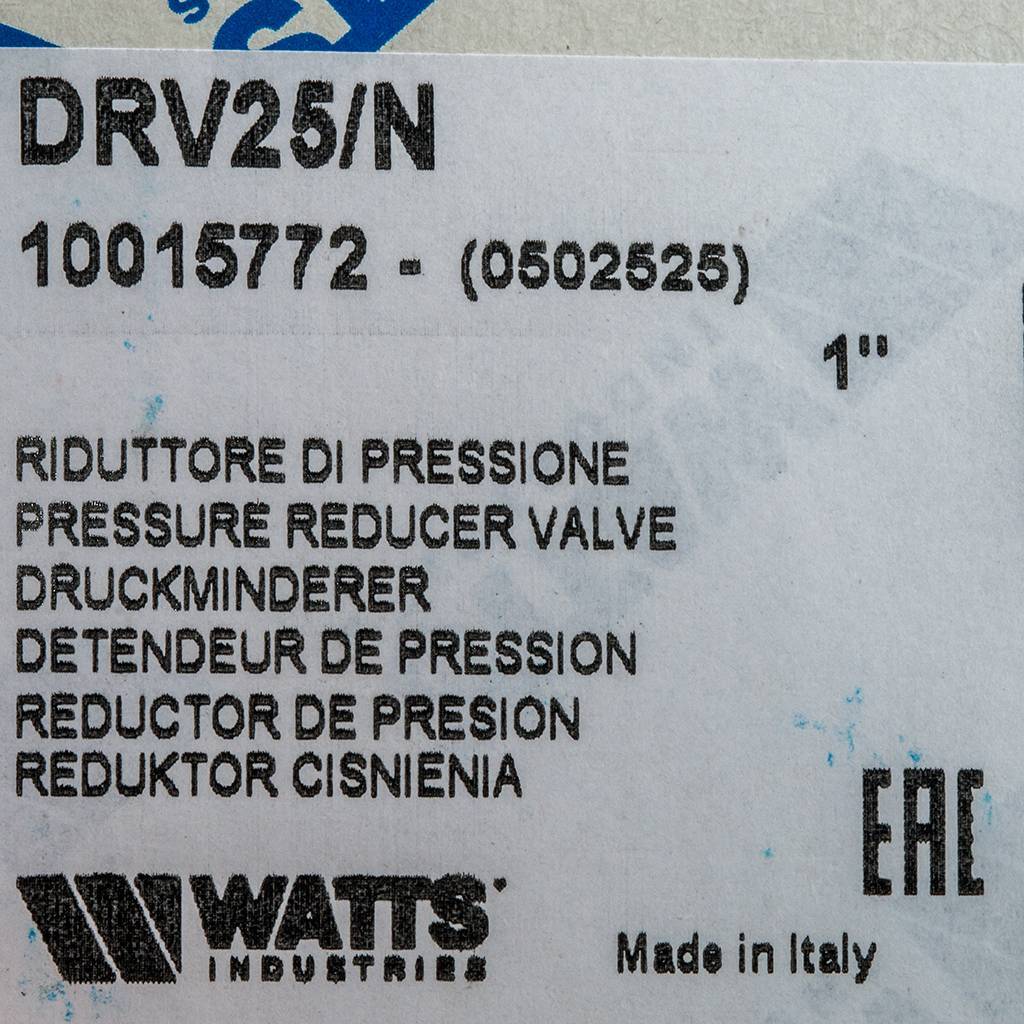 DRV25/N
10015772 - (0502525)
1"
RIDUTTORE DI PRESSIONE
PRESSURE REDUCER VALVE
DRUCKMINDERER
DETENDEUR DE PRESSION
REDUCTOR DE PRESION
REDUKTOR CISNIENIA
EAC
WATTS
INDUSTRIES
Made in Italy